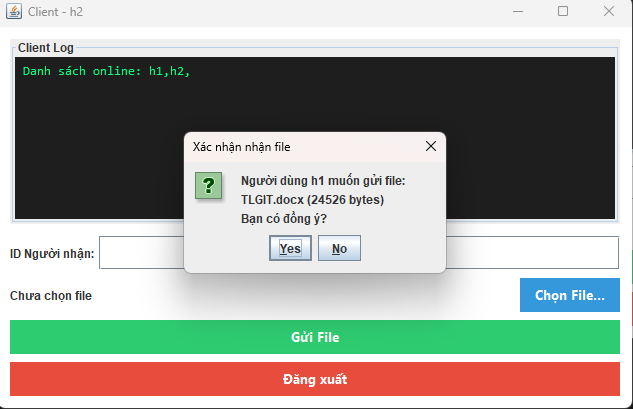 Client - h2
Client Log
Danh sách online: h1,h2,
Xác nhận nhận file
?
Người dùng h1 muốn gửi file:
TLGIT.docx (24526 bytes)
Bạn có đồng ý?
Yes No
ID Người nhận:
Chưa chọn file Chọn File...
Gửi File
Đăng xuất